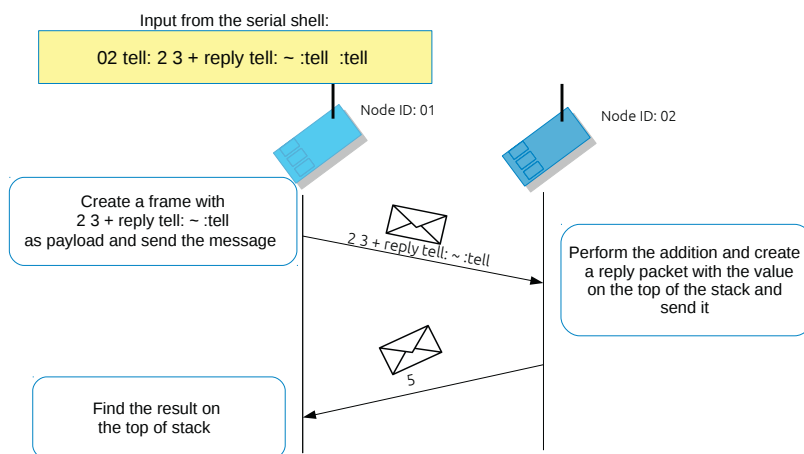 Input from the serial shell:
02 tell: 2 3 + reply tell: ~ :tell  :tell
Node ID: 01
Node ID: 02
Create a frame with
2 3 + reply tell: ~ :tell
as payload and send the message
2 3 + reply tell: ~ :tell
Perform the addition and create
a reply packet with the value
on the top of the stack and
send it
5
Find the result on
the top of stack